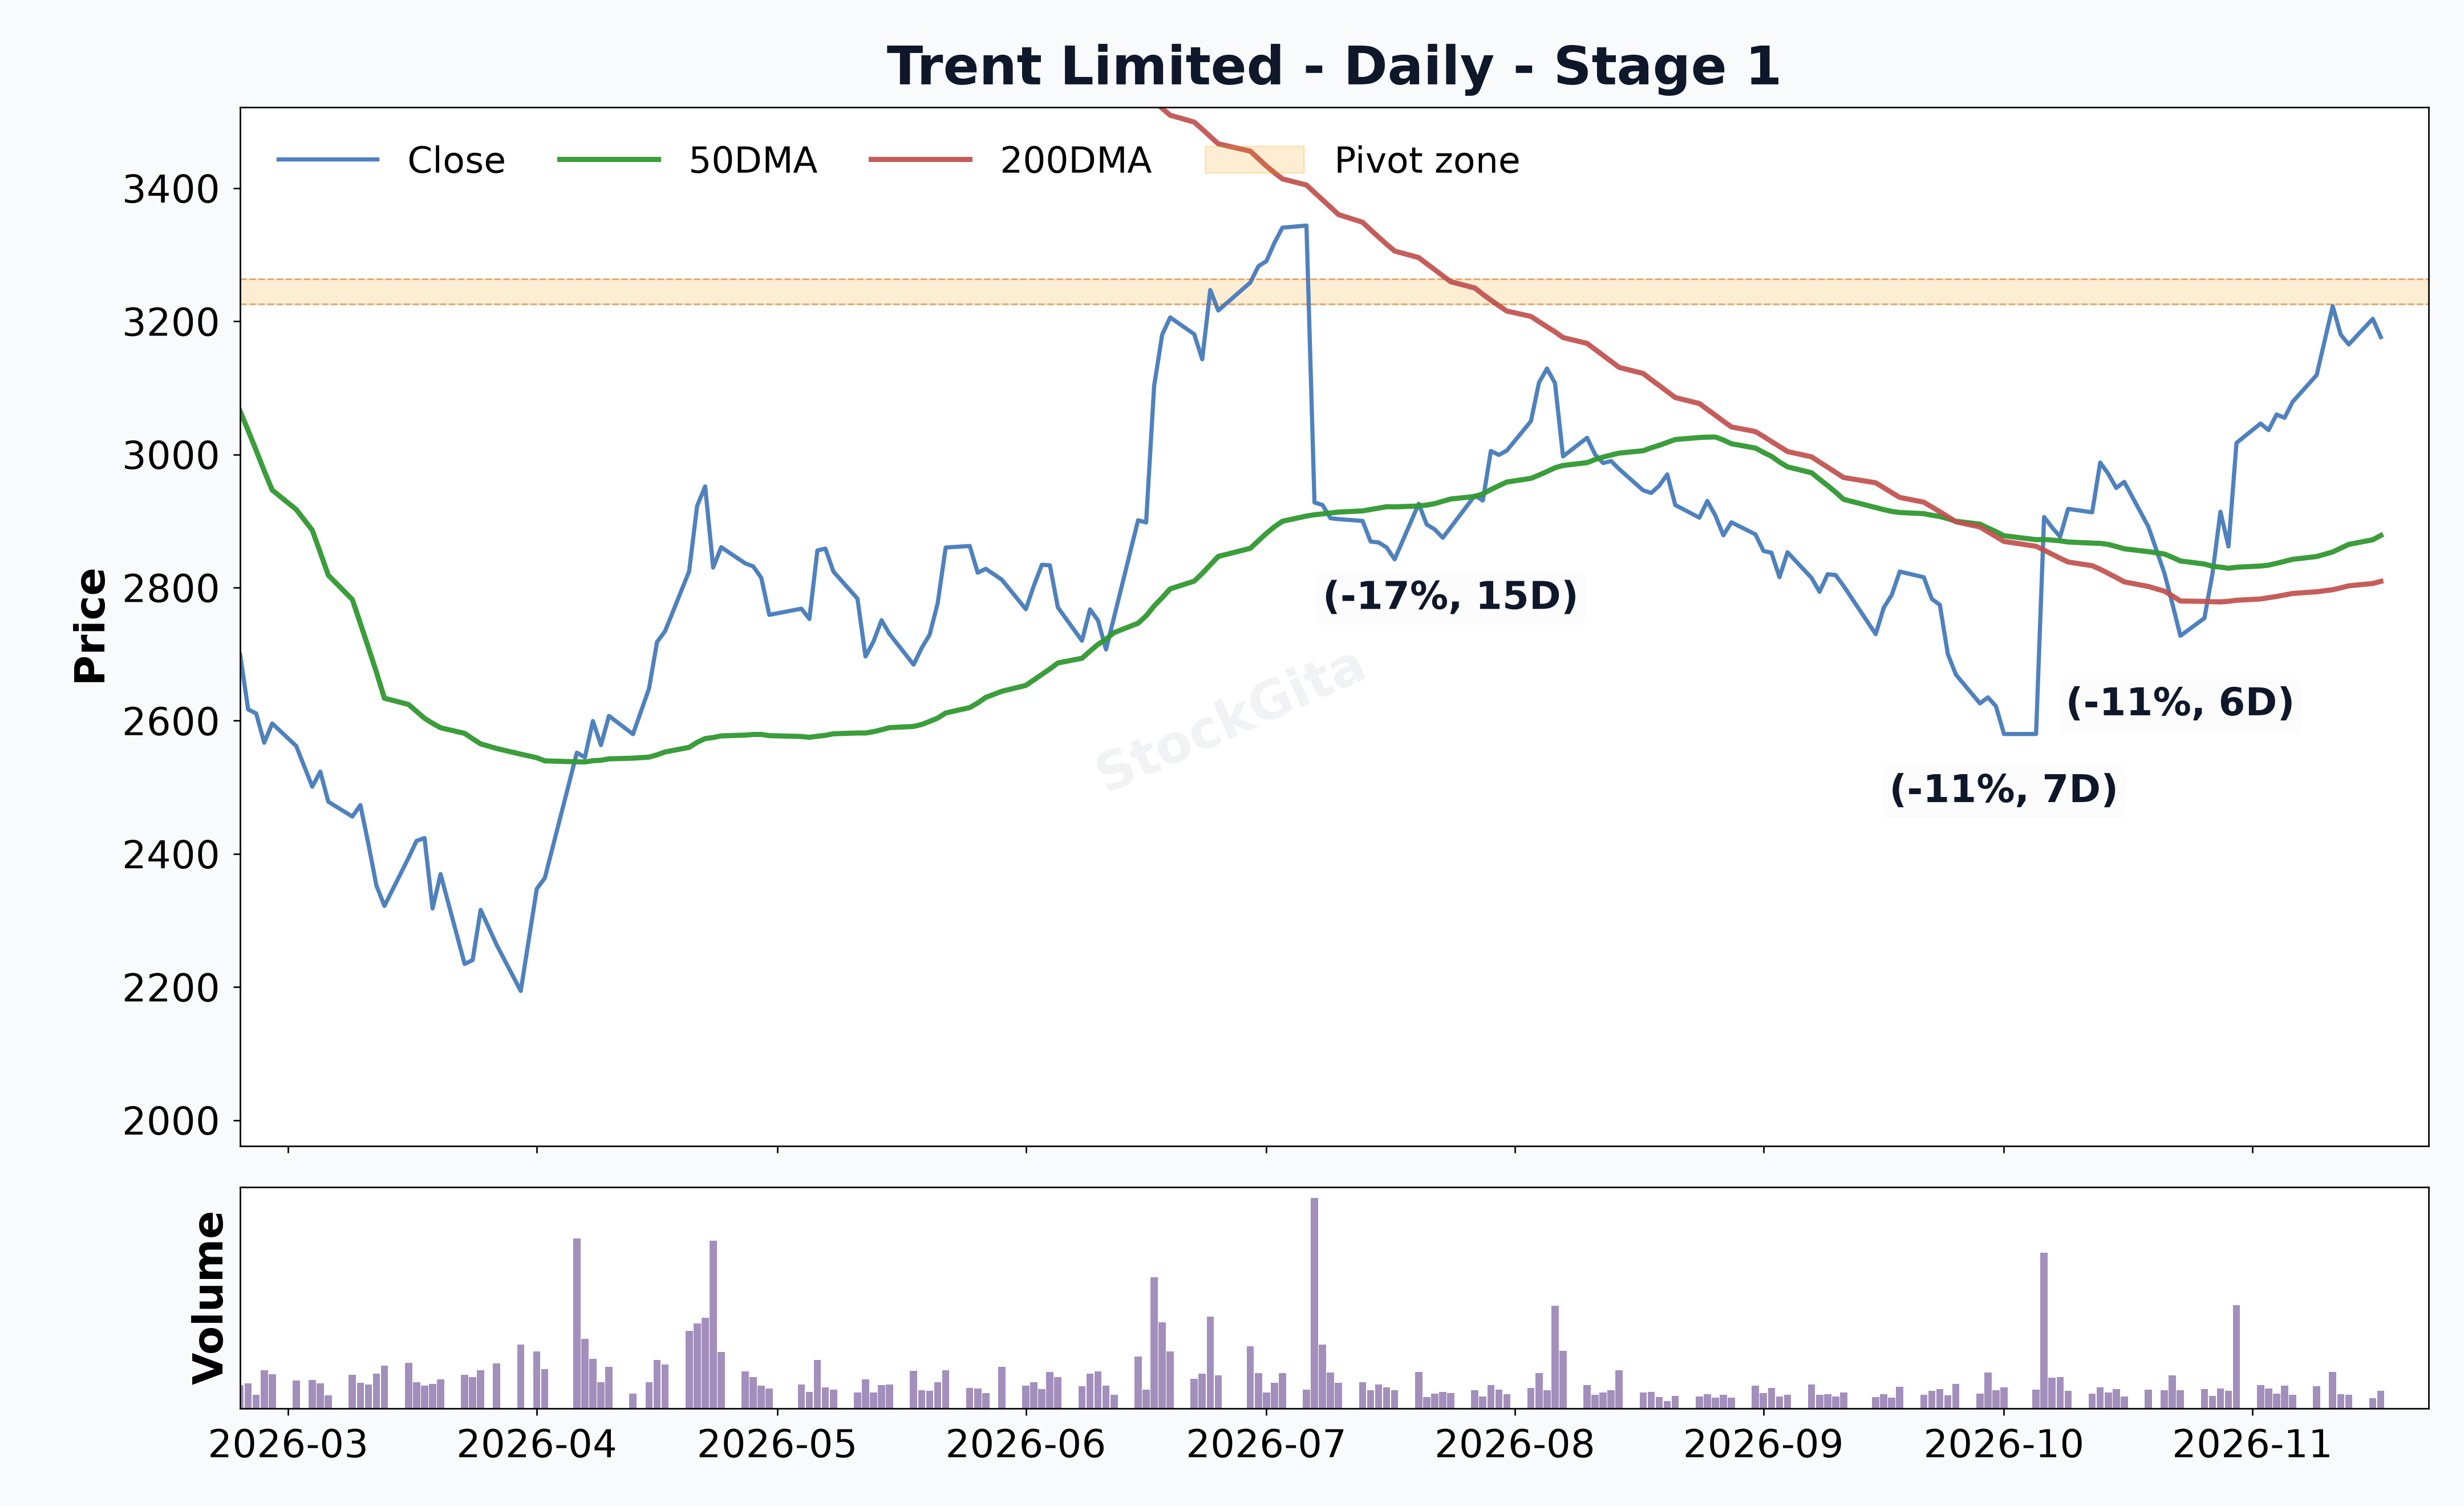 Trent Limited - Daily - Stage 1
Close 50DMA 200DMA Pivot zone
3400
3200
3000
2800
2600
2400
2200
2000
Price
(-17%, 15D)
(-11%, 6D)
(-11%, 7D)
StockGita
Volume
2026-03 2026-04 2026-05 2026-06 2026-07 2026-08 2026-09 2026-10 2026-11